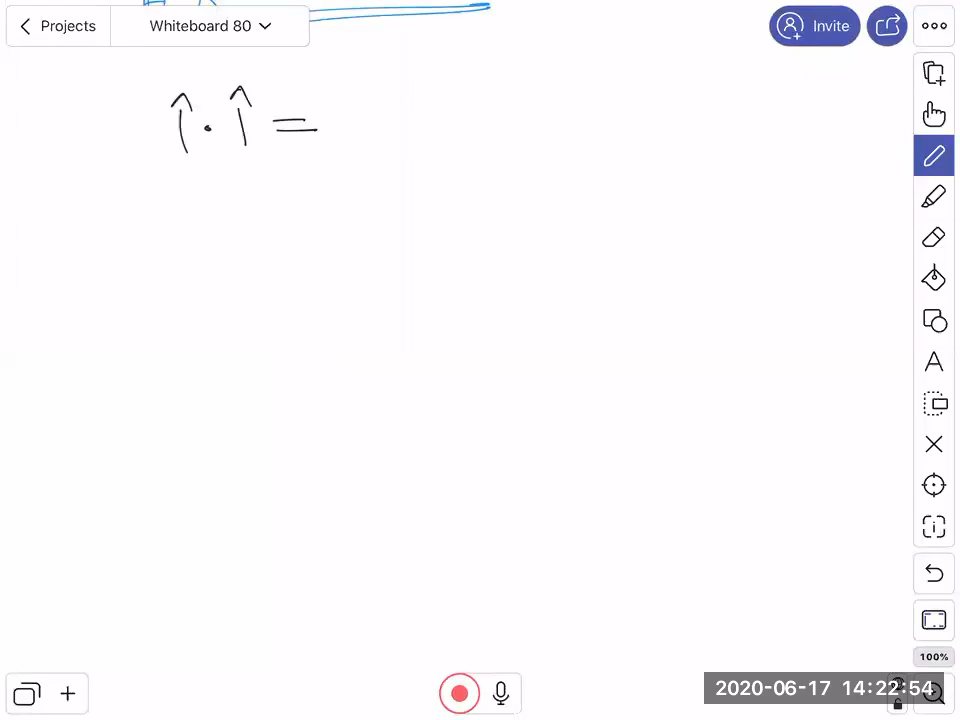 Projects
Whiteboard 80
Invite
î · î =
A
100%
2020-06-17 14:22:54